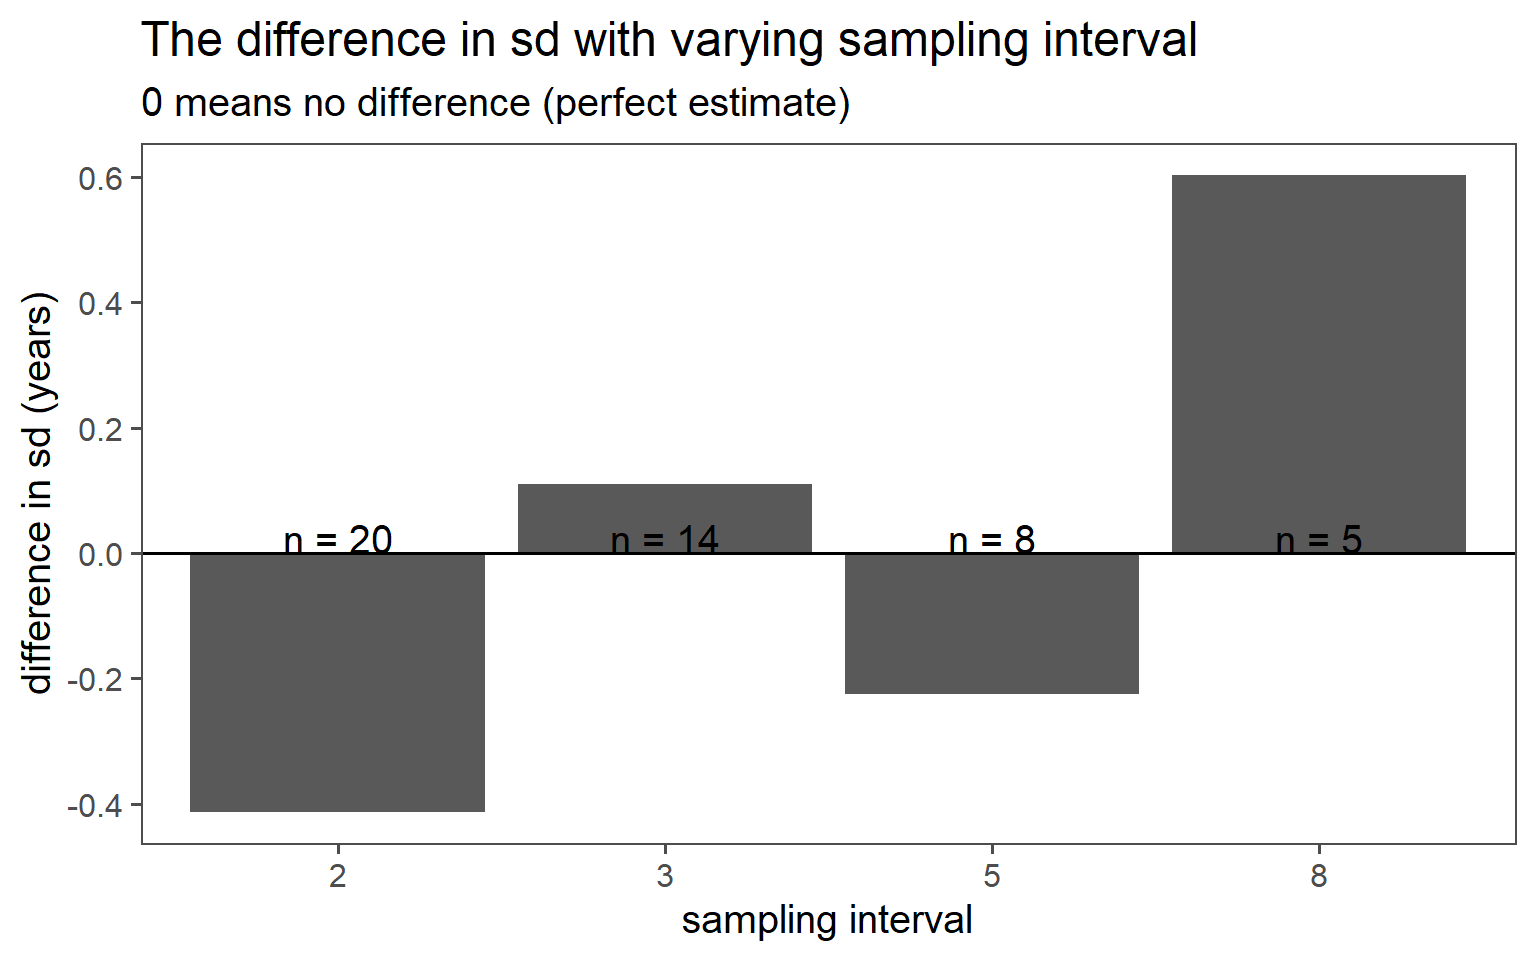 The difference in sd with varying sampling interval
0 means no difference (perfect estimate)
difference in sd (years)
0.6
0.4
0.2
0.0
-0.2
-0.4
n = 20
n = 14
n = 8
n = 5
2
3
5
8
sampling interval